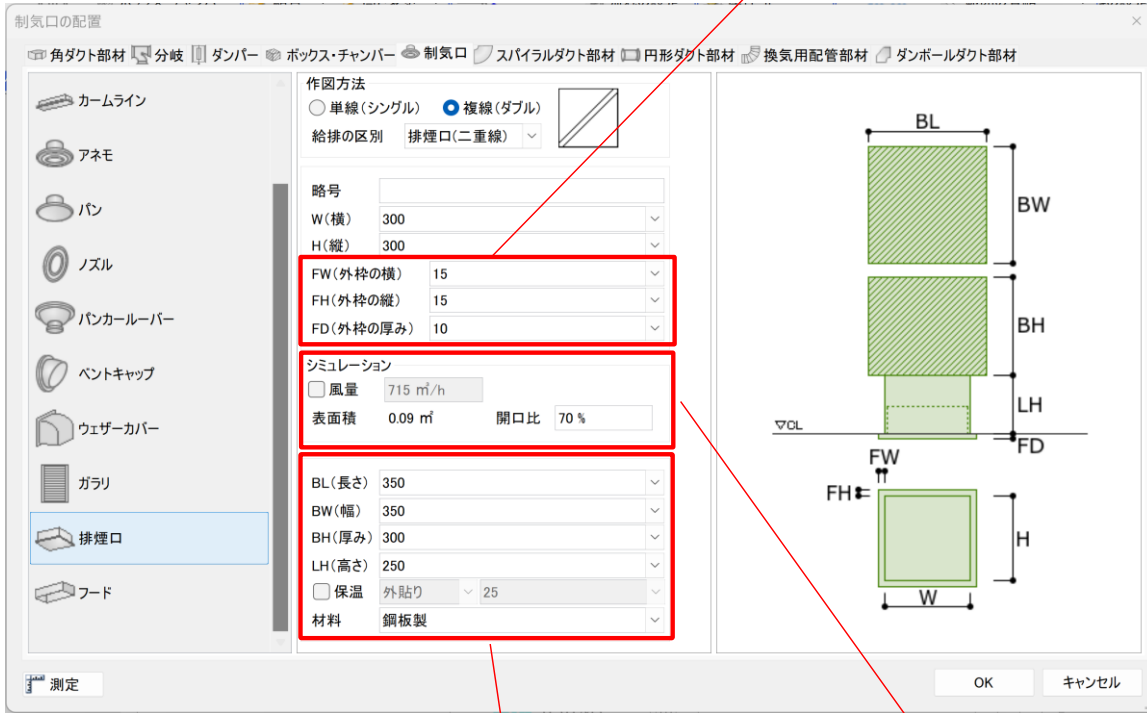 制気口の配置
角ダクト部材 分岐 ダンパー ボックス・チャンバー 制気口 スパイラルダクト部材 円形ダクト部材 換気用配管部材 ダンボールダクト部材
カームライン
アネモ
パン
ノズル
パンカールーバー
ベントキャップ
ウェザーカバー
ガラリ
排煙口
フード
作図方法
単線(シングル) 複線(ダブル)
給排の区別 排煙口(二重線)
略号
W(横) 300
H(縦) 300
FW(外枠の横) 15
FH(外枠の縦) 15
FD(外枠の厚み) 10
シミュレーション
風量 715 ㎥/h
表面積 0.09 ㎡ 開口比 70 %
BL(長さ) 350
BW(幅) 350
BH(厚み) 300
LH(高さ) 250
保温 外貼り 25
材料 鋼板製
BL
BW
BH
LH
▽CL
FD
FW
FH
H
W
測定
OK キャンセル